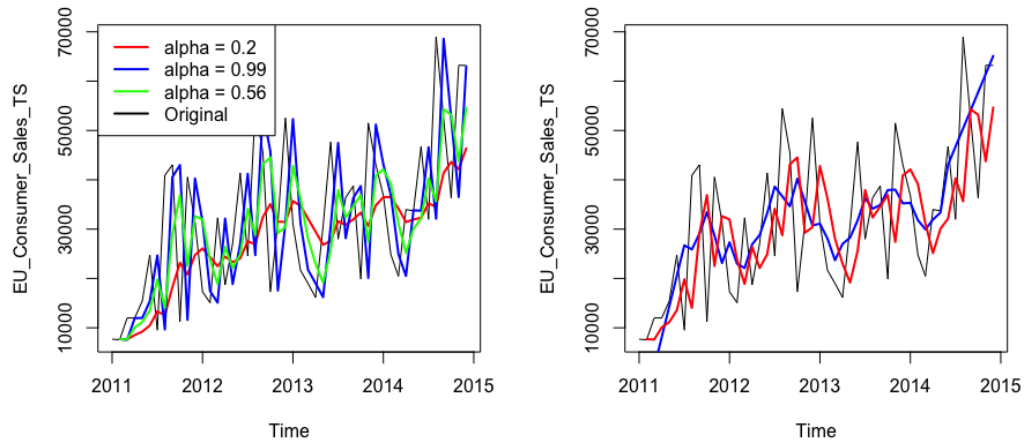 EU_Consumer_Sales_TS
10000 30000 50000 70000
alpha = 0.2
alpha = 0.99
alpha = 0.56
Original
2011 2012 2013 2014 2015
Time
EU_Consumer_Sales_TS
10000 30000 50000 70000
2011 2012 2013 2014 2015
Time